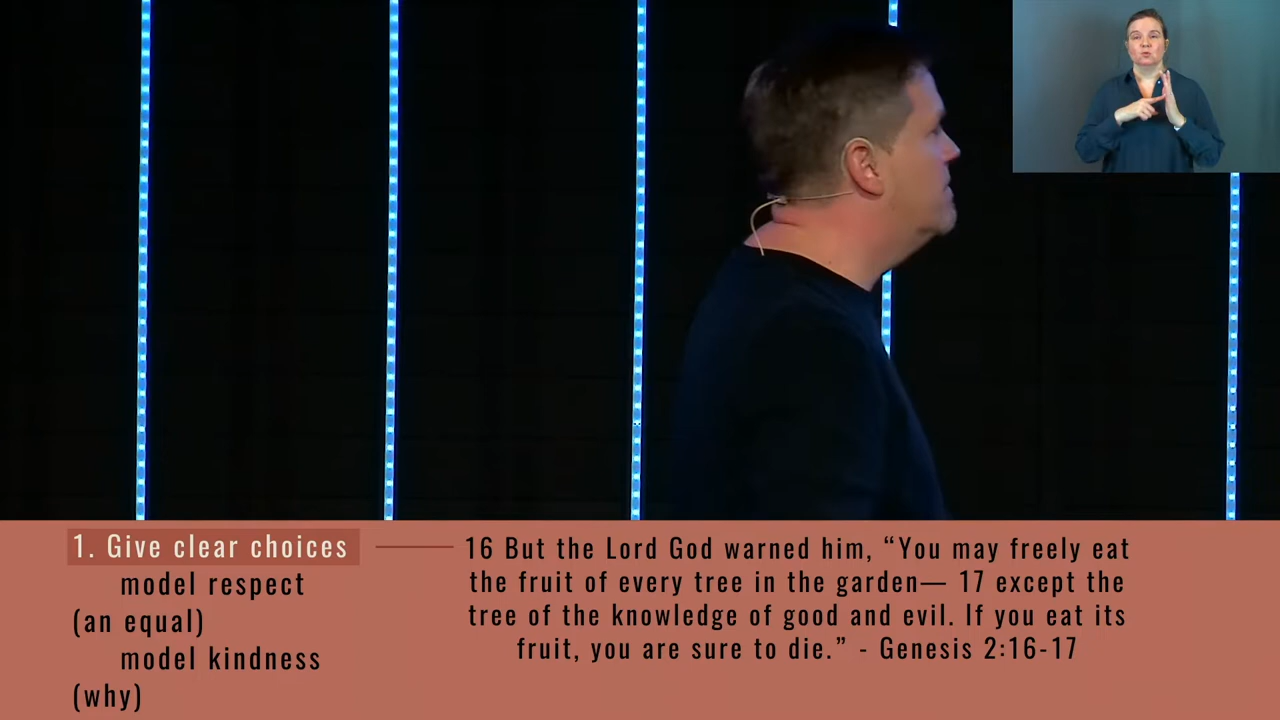 1. Give clear choices
model respect
(an equal)
model kindness
(why)
16 But the Lord God warned him, “You may freely eat
the fruit of every tree in the garden— 17 except the
tree of the knowledge of good and evil. If you eat its
fruit, you are sure to die.” - Genesis 2:16-17